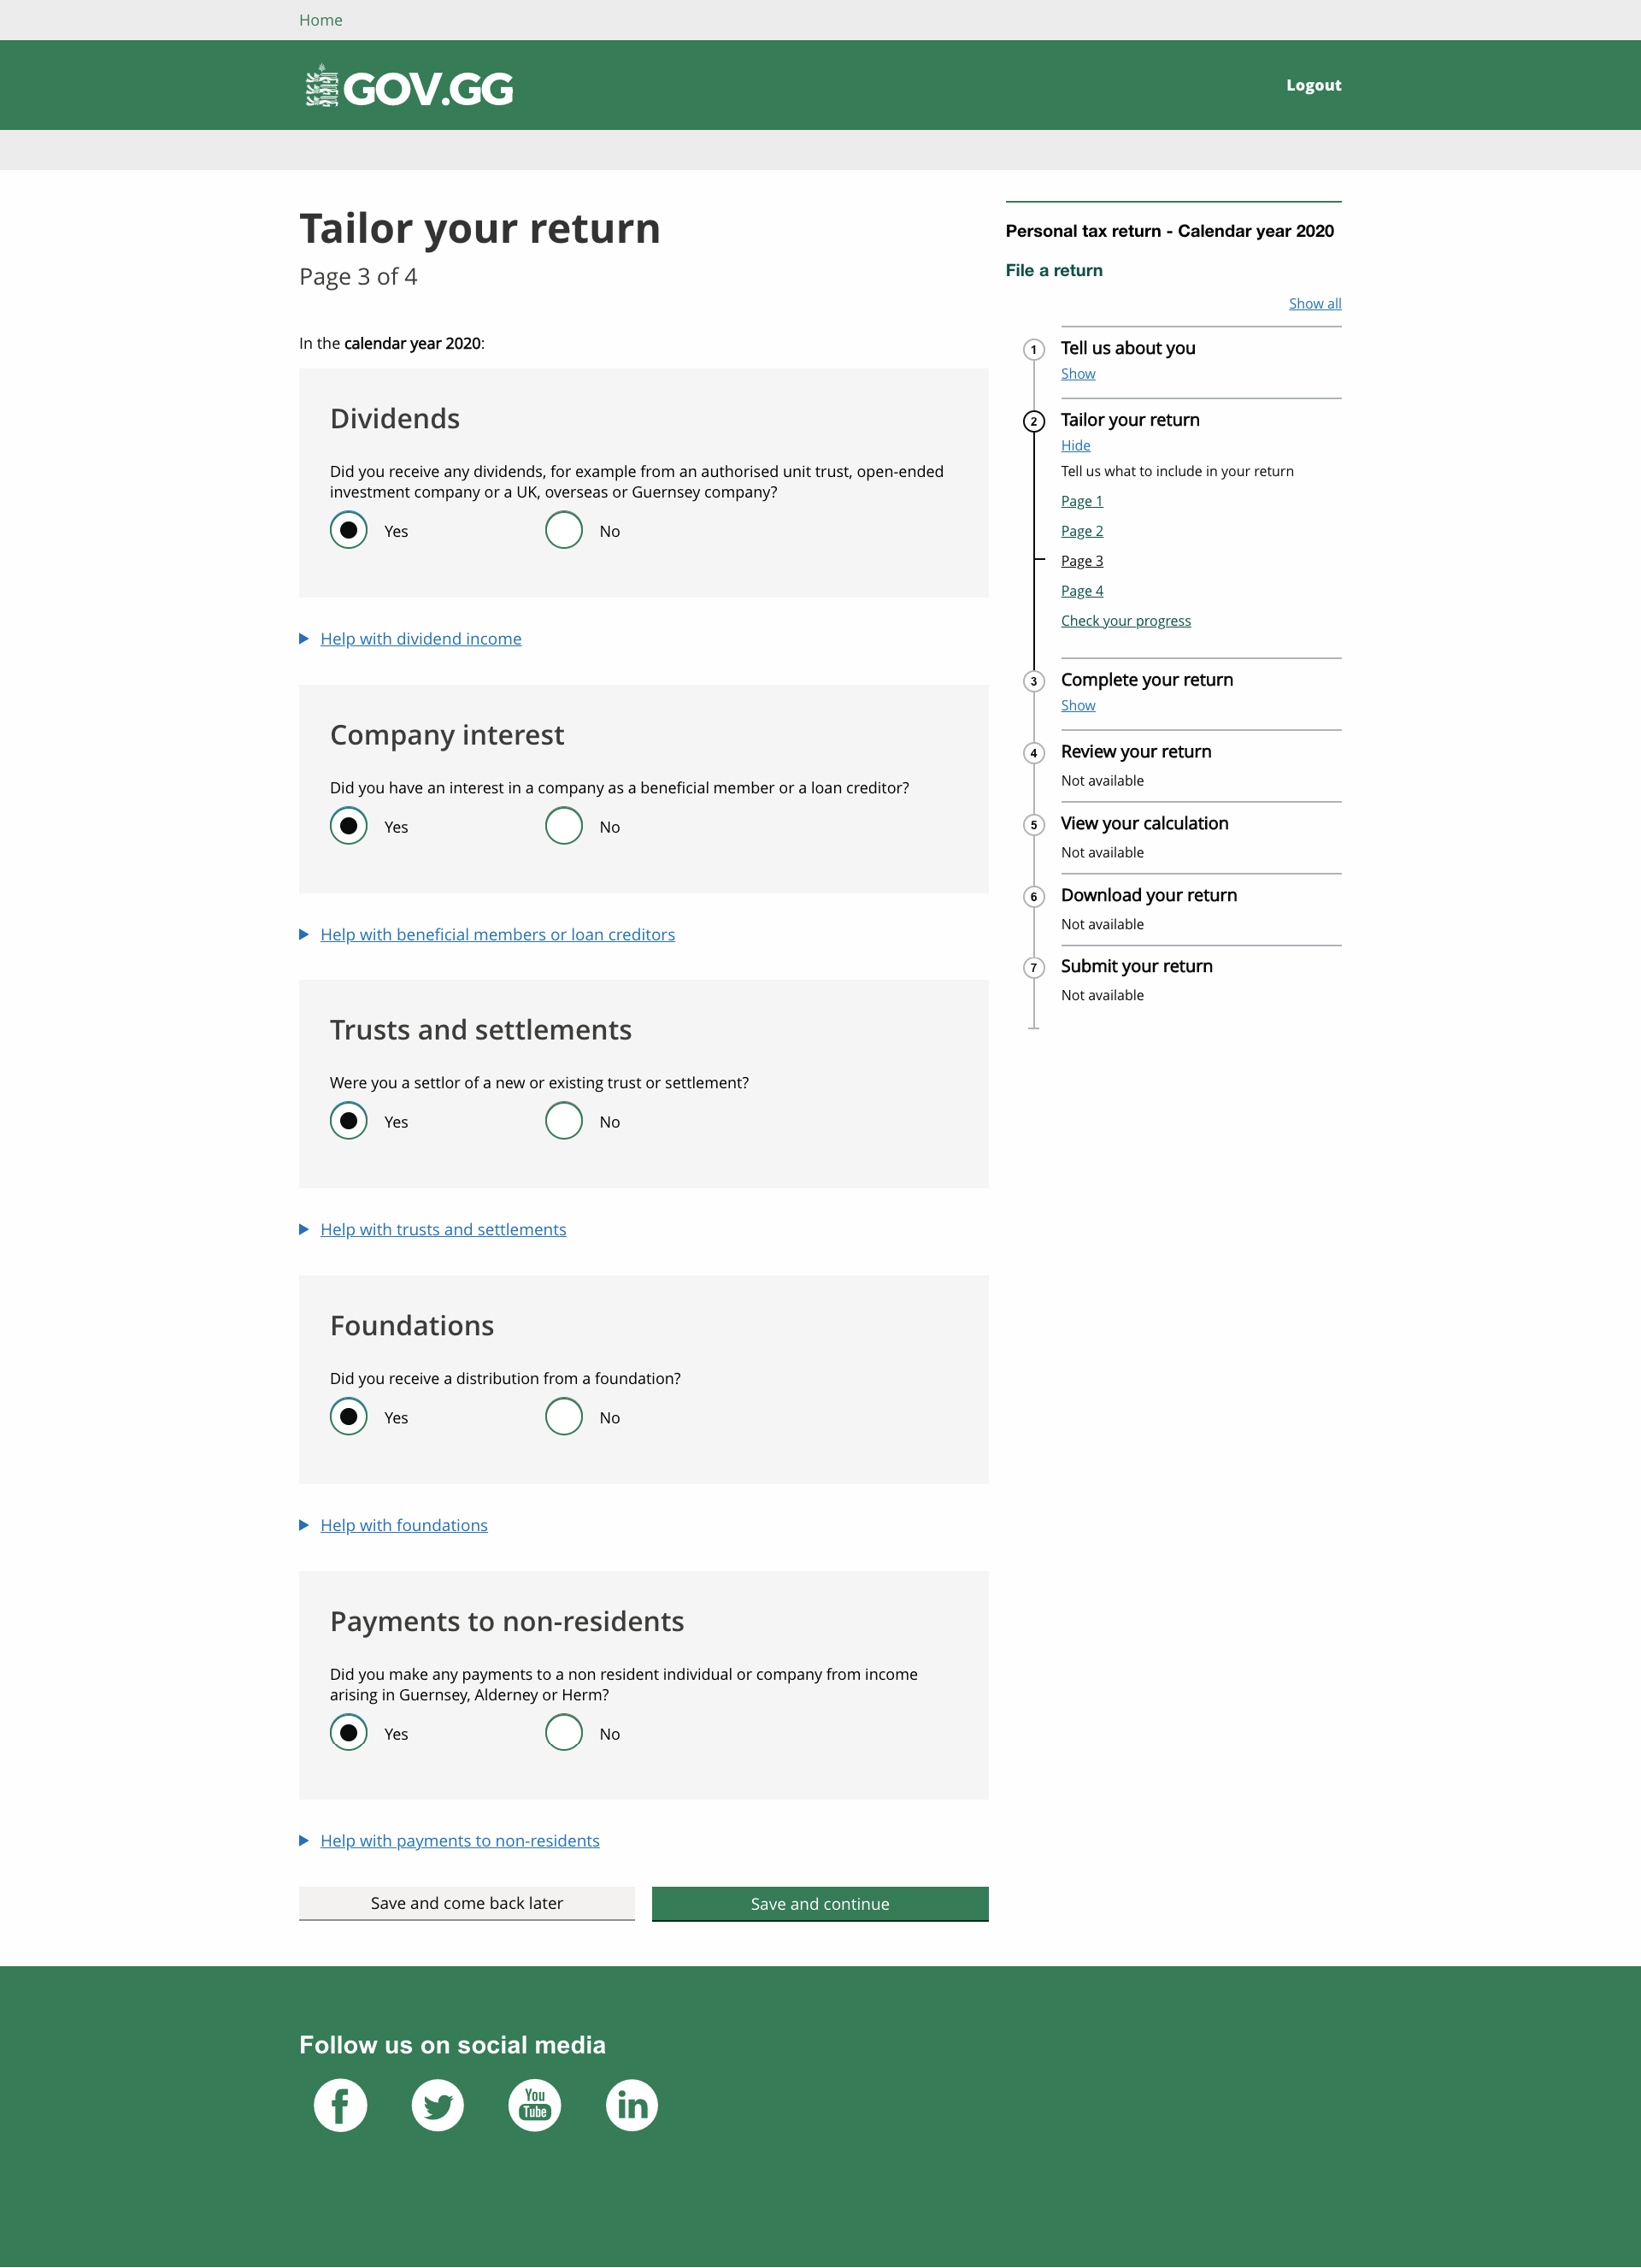 Home
GOV.GG
Logout
Tailor your return
Page 3 of 4
In the calendar year 2020:
Dividends
Did you receive any dividends, for example from an authorised unit trust, open-ended
investment company or a UK, overseas or Guernsey company?
Yes No
Help with dividend income
Company interest
Did you have an interest in a company as a beneficial member or a loan creditor?
Yes No
Help with beneficial members or loan creditors
Trusts and settlements
Were you a settlor of a new or existing trust or settlement?
Yes No
Help with trusts and settlements
Foundations
Did you receive a distribution from a foundation?
Yes No
Help with foundations
Payments to non-residents
Did you make any payments to a non resident individual or company from income
arising in Guernsey, Alderney or Herm?
Yes No
Help with payments to non-residents
Save and come back later
Save and continue
Personal tax return - Calendar year 2020
File a return
Show all
1 Tell us about you
Show
2 Tailor your return
Hide
Tell us what to include in your return
Page 1
Page 2
Page 3
Page 4
Check your progress
3 Complete your return
Show
4 Review your return
Not available
5 View your calculation
Not available
6 Download your return
Not available
7 Submit your return
Not available
Follow us on social media
f
You
Tube
in